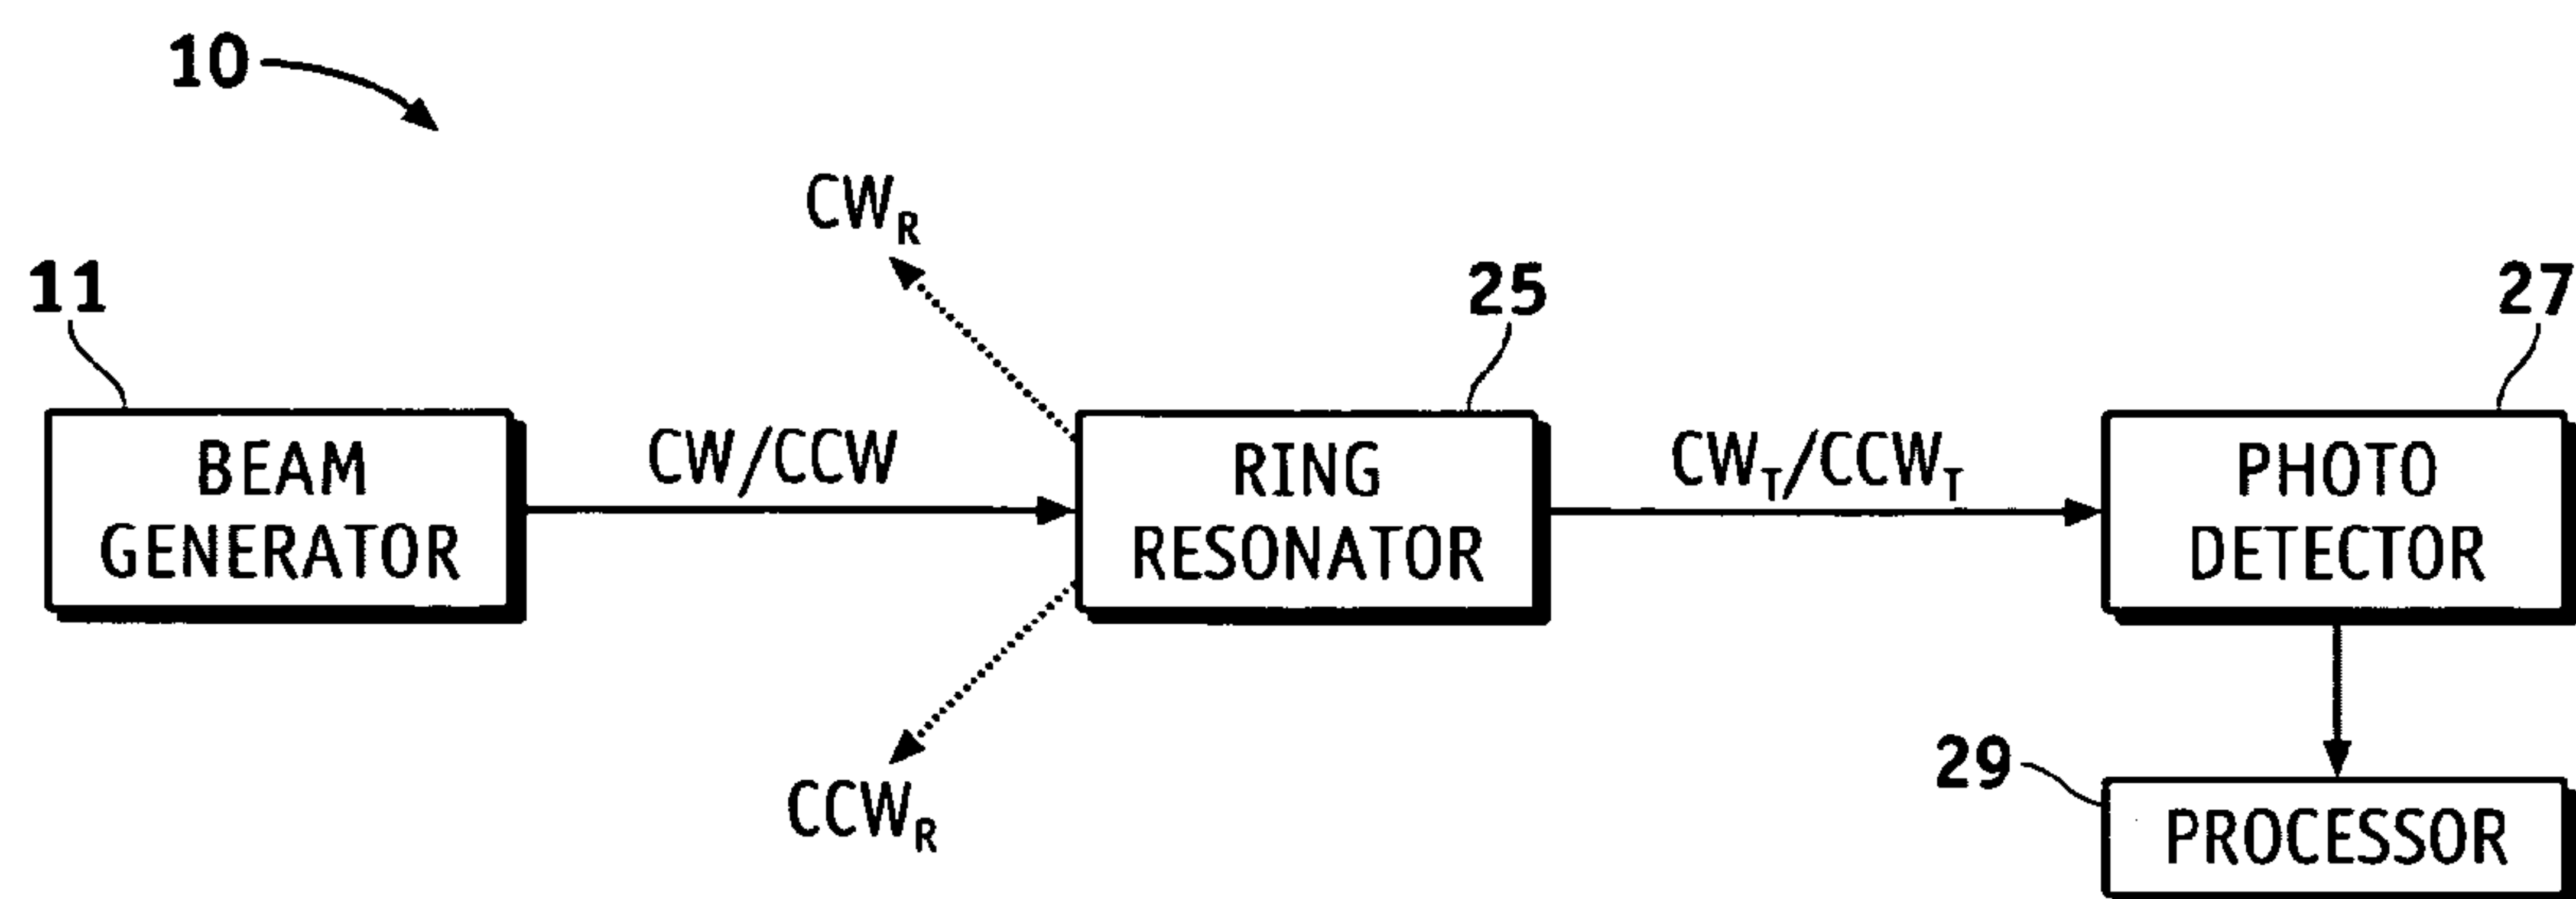 10
CW_R
11
25
27
BEAM
GENERATOR
CW/CCW
RING
RESONATOR
CW_T/CCW_T
PHOTO
DETECTOR
CCW_R
29
PROCESSOR